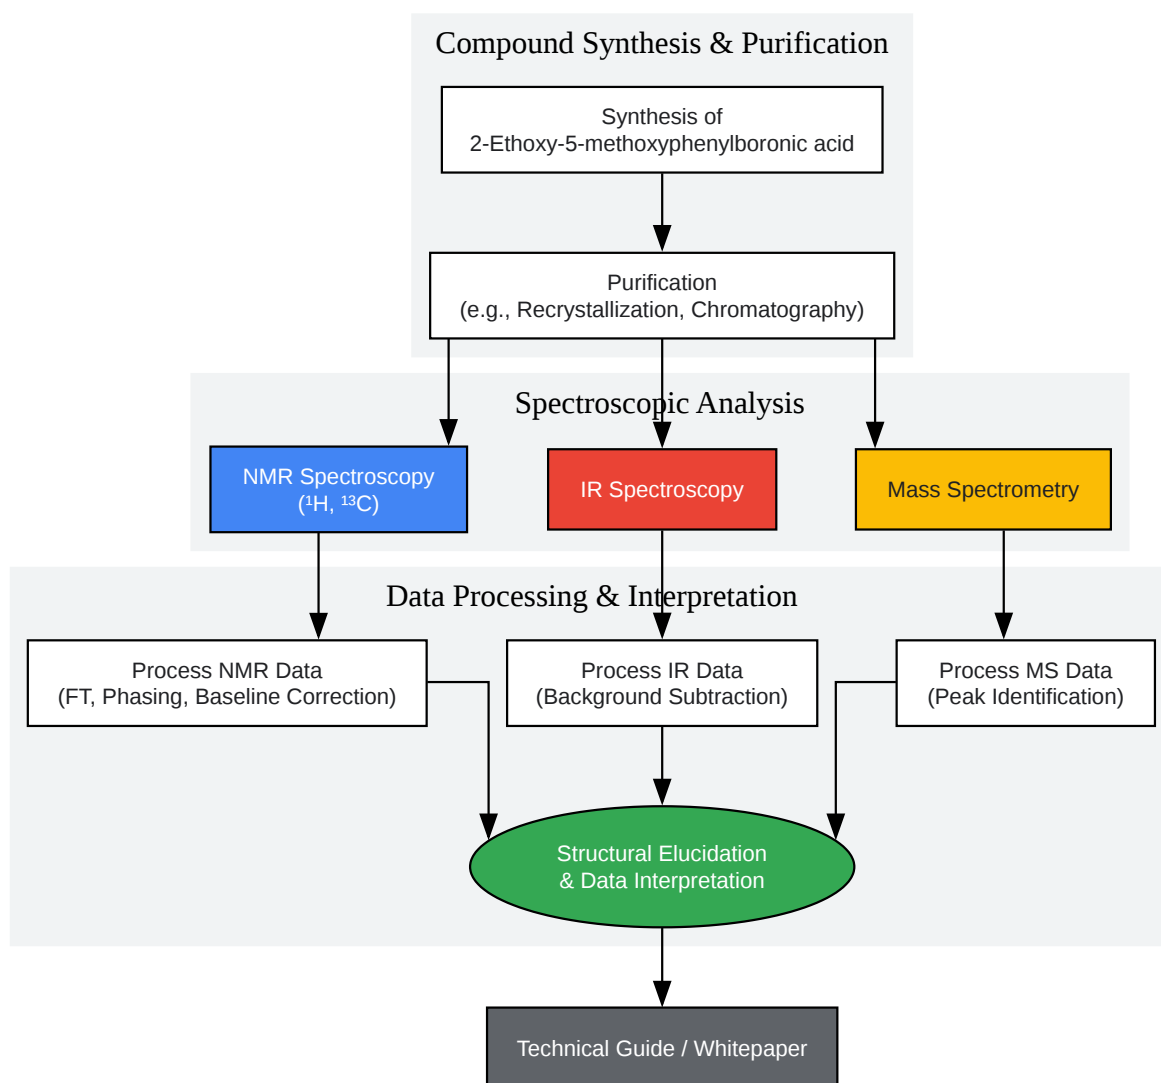 Compound Synthesis & Purification
Synthesis of
2-Ethoxy-5-methoxyphenylboronic acid
Purification
(e.g., Recrystallization, Chromatography)
Spectroscopic Analysis
NMR Spectroscopy
(¹H, ¹³C)
IR Spectroscopy
Mass Spectrometry
Data Processing & Interpretation
Process NMR Data
(FT, Phasing, Baseline Correction)
Process IR Data
(Background Subtraction)
Process MS Data
(Peak Identification)
Structural Elucidation
& Data Interpretation
Technical Guide / Whitepaper